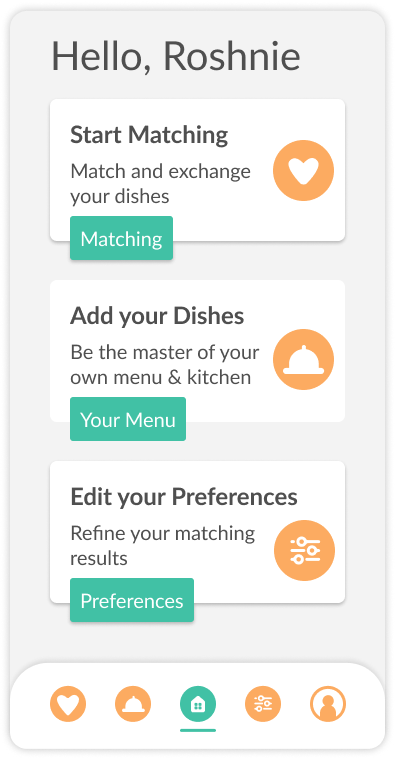 Hello, Roshnie
Start Matching
Match and exchange
your dishes
Matching
Add your Dishes
Be the master of your
own menu & kitchen
Your Menu
Edit your Preferences
Refine your matching
results
Preferences